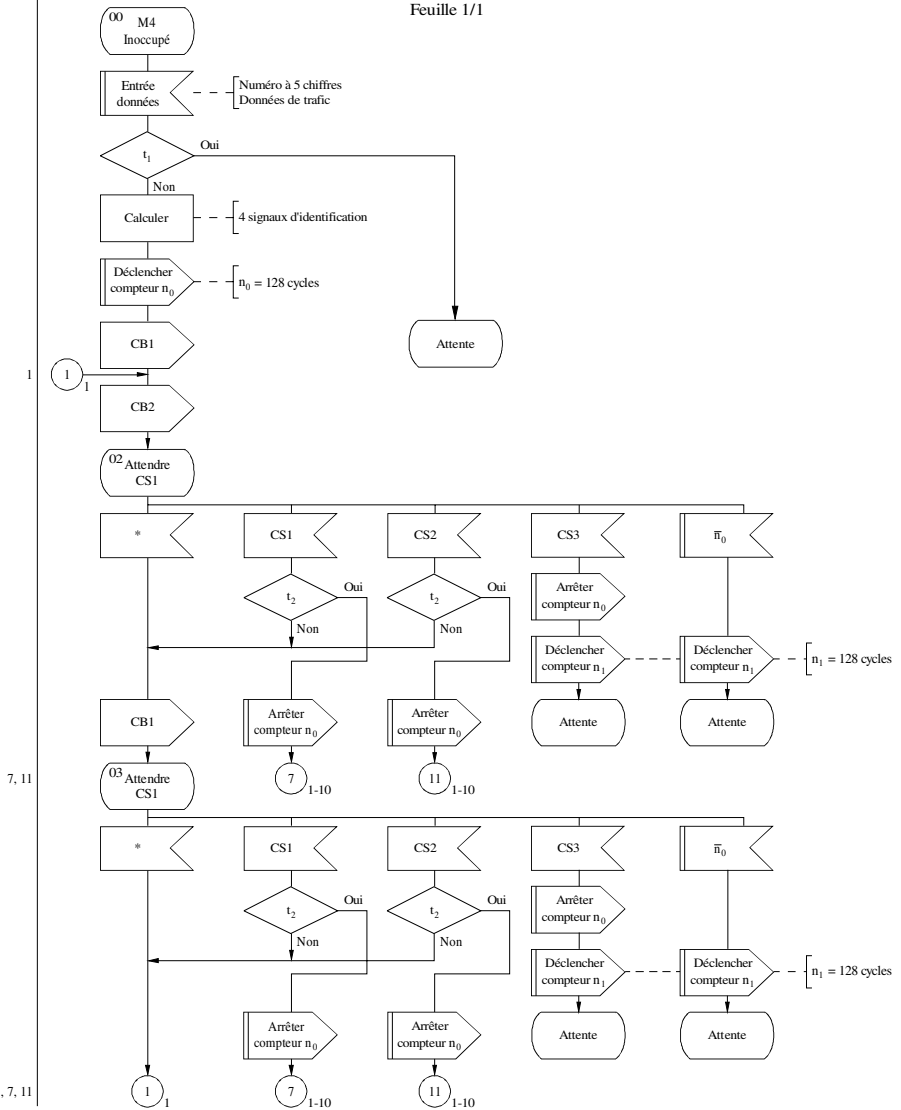 Feuille 1/1
00 M4
Inoccupé
Entrée
données
Numéro à 5 chiffres
Données de trafic
t1
Oui
Non
Calculer
4 signaux d'identification
Déclencher
compteur n0
n0 = 128 cycles
CB1
Attente
1
1
1
CB2
02 Attendre
CS1
* CS1 CS2 CS3 n̅0
t2 Oui t2 Oui
Arrêter
compteur n0
Non Non
Déclencher
compteur n1
Déclencher
compteur n1
n1 = 128 cycles
CB1
Arrêter
compteur n0
Arrêter
compteur n0
Attente Attente
7, 11
03 Attendre
CS1
7 1-10 11 1-10
* CS1 CS2 CS3 n̅0
t2 Oui t2 Oui
Arrêter
compteur n0
Non Non
Déclencher
compteur n1
Déclencher
compteur n1
n1 = 128 cycles
Arrêter
compteur n0
Arrêter
compteur n0
Attente Attente
, 7, 11
1 1 7 1-10 11 1-10